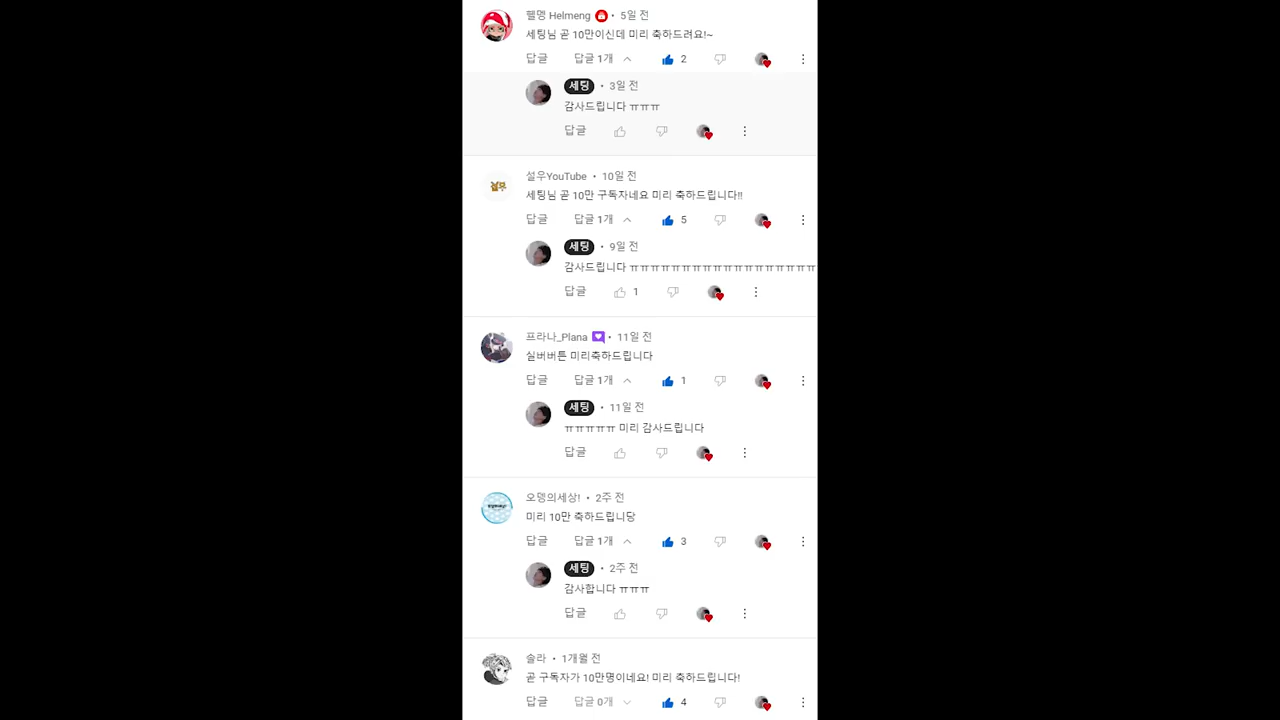 헬멩 Helmeng • 5일 전
세팅님 곧 10만이신데 미리 축하드려요!~
답글 답글 1개 2
세팅 • 3일 전
감사드립니다 ㅠㅠㅠ
답글
설우YouTube • 10일 전
세팅님 곧 10만 구독자네요 미리 축하드립니다!!
답글 답글 1개 5
세팅 • 9일 전
감사드립니다 ㅠㅠㅠㅠㅠㅠㅠㅠㅠㅠㅠㅠㅠㅠㅠㅠㅠㅠ
답글 1
프라나_Plana • 11일 전
실버버튼 미리축하드립니다
답글 답글 1개 1
세팅 • 11일 전
ㅠㅠㅠㅠㅠ 미리 감사드립니다
답글
오뎅의세상! • 2주 전
미리 10만 축하드립니당
답글 답글 1개 3
세팅 • 2주 전
감사합니다 ㅠㅠㅠ
답글
슬라 • 1개월 전
곧 구독자가 10만명이네요! 미리 축하드립니다!
답글 답글 0개 4